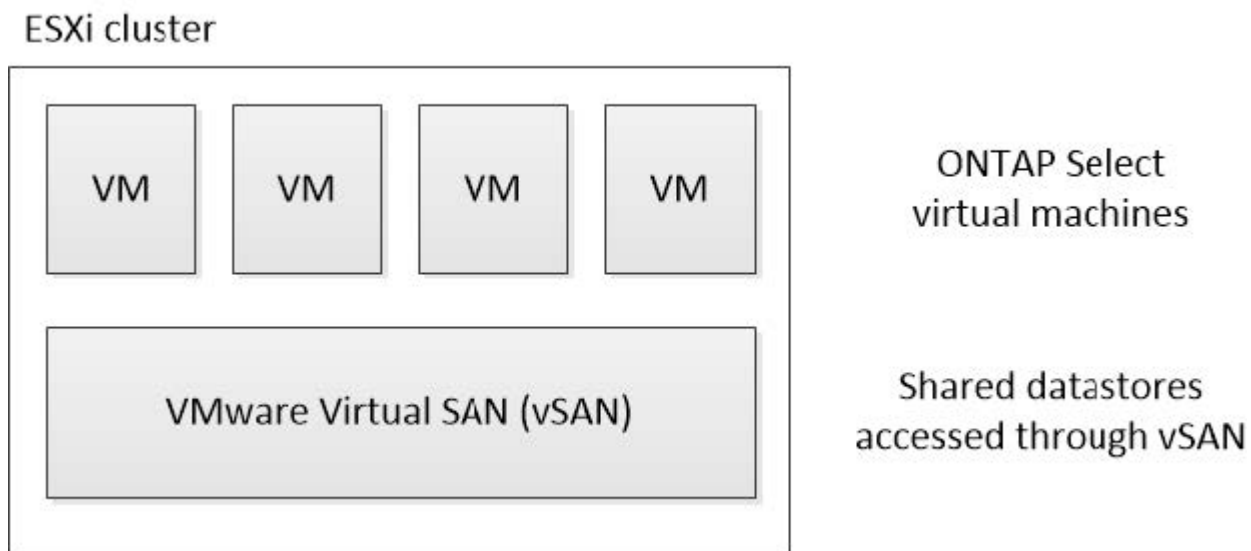 ESXi cluster
VM VM VM VM
ONTAP Select
virtual machines
VMware Virtual SAN (vSAN)
Shared datastores
accessed through vSAN